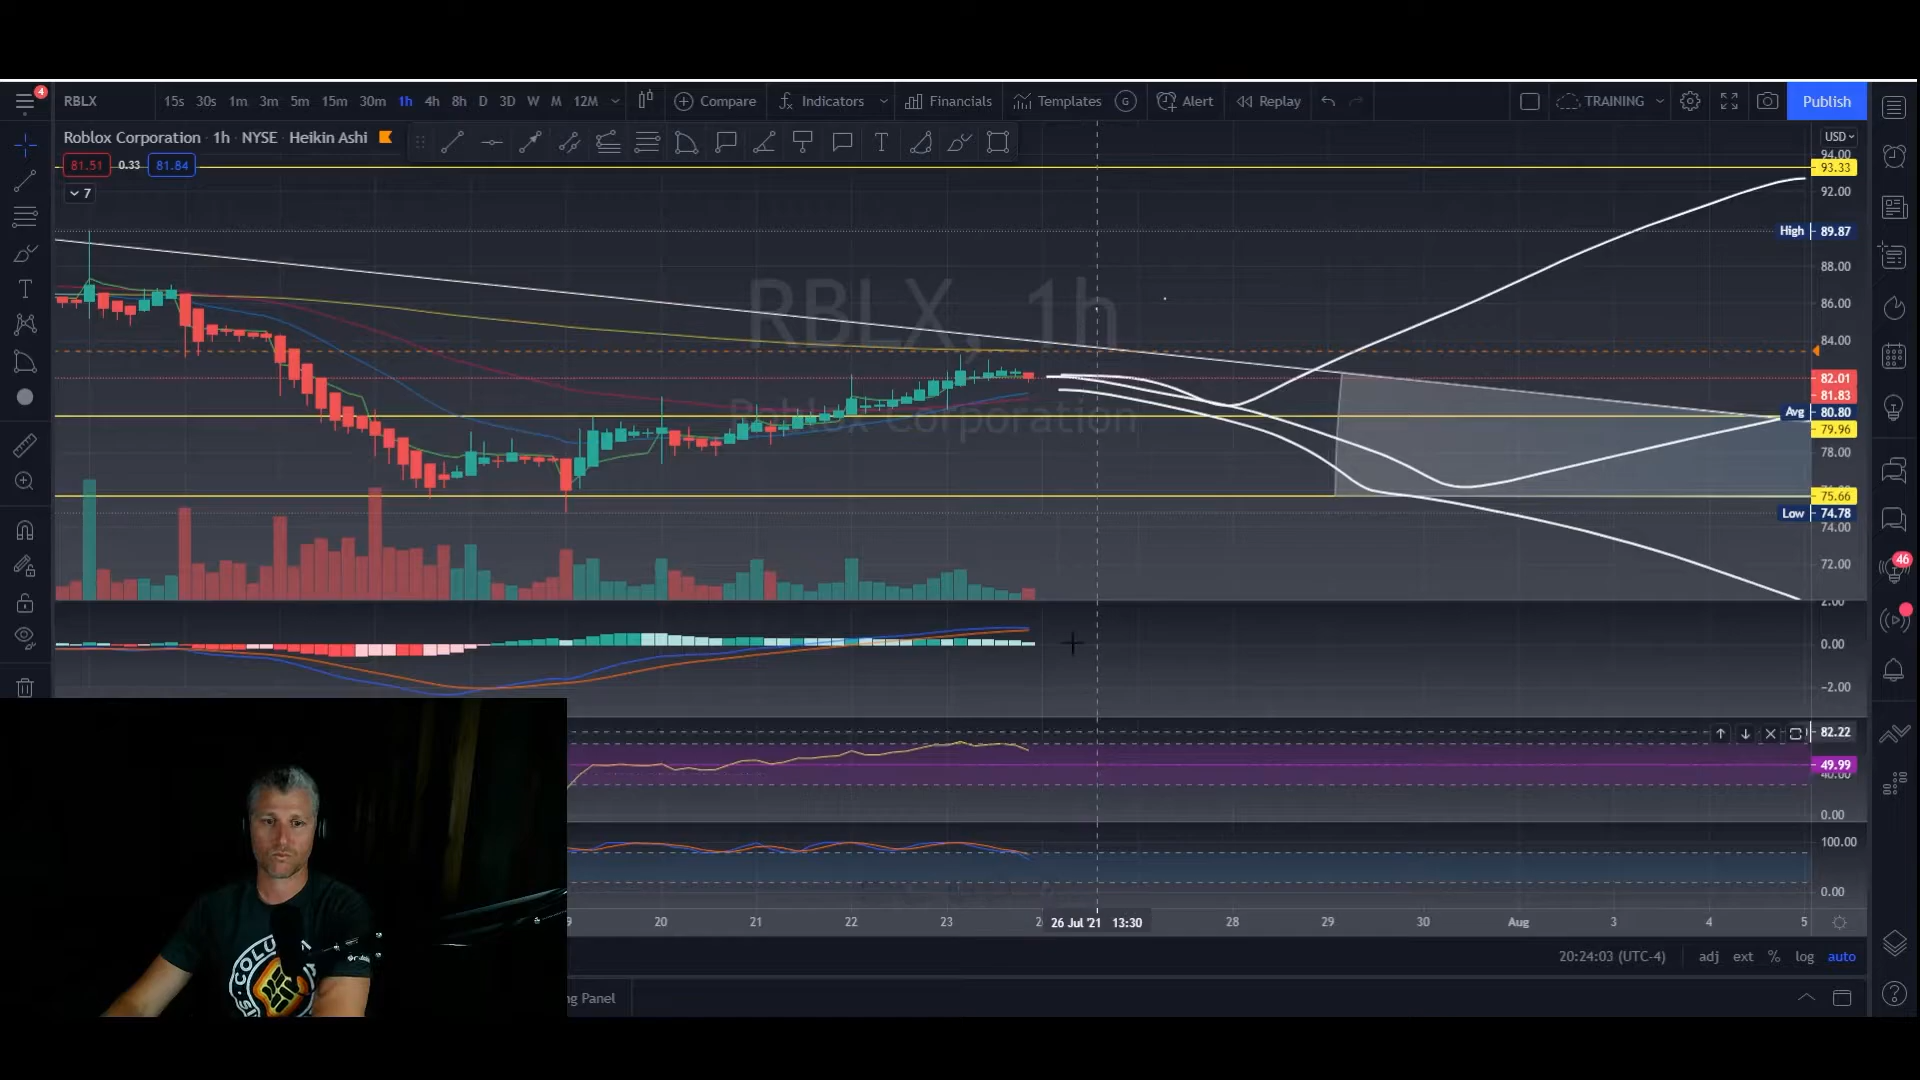 4
RBLX 15s 30s 1m 3m 5m 15m 30m 1h 4h 8h D 3D W M 12M Compare Indicators Financials Templates G Alert Replay TRAINING Publish
Roblox Corporation · 1h · NYSE · Heikin Ashi
T
USD
94.00
81.51 0.33 81.84
93.33
7
92.00
High 89.87
88.00
T
RBLX, 1h
86.00
84.00
82.01
81.83
Roblox Corporation
Avg 80.80
79.96
78.00
75.66
Low 74.78
74.00
72.00
46
2.00
0.00
-2.00
82.22
49.99
40.00
0.00
100.00
0.00
20 21 22 23 26 Jul '21 13:30 28 29 30 Aug 3 4 5
20:24:03 (UTC-4) adj ext % log auto
ng Panel
COLU